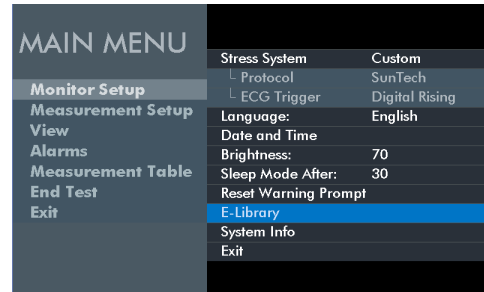 MAIN MENU
Monitor Setup
Measurement Setup
View
Alarms
Measurement Table
End Test
Exit
Stress System Custom
Protocol SunTech
ECG Trigger Digital Rising
Language: English
Date and Time
Brightness: 70
Sleep Mode After: 30
Reset Warning Prompt
E-Library
System Info
Exit